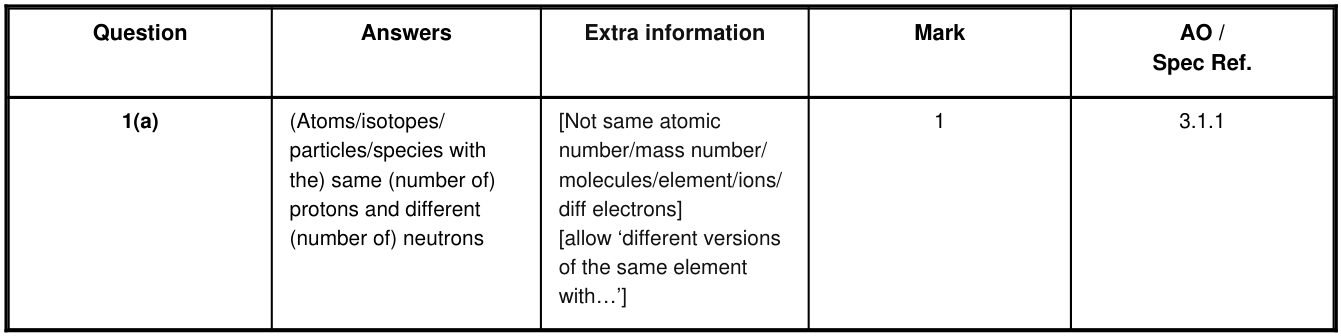 Question
Answers
Extra information
Mark
AO /
Spec Ref.
1(a)
(Atoms/isotopes/
particles/species with
the) same (number of)
protons and different
(number of) neutrons
[Not same atomic
number/mass number/
molecules/element/ions/
diff electrons]
[allow ‘different versions
of the same element
with…’]
1
3.1.1